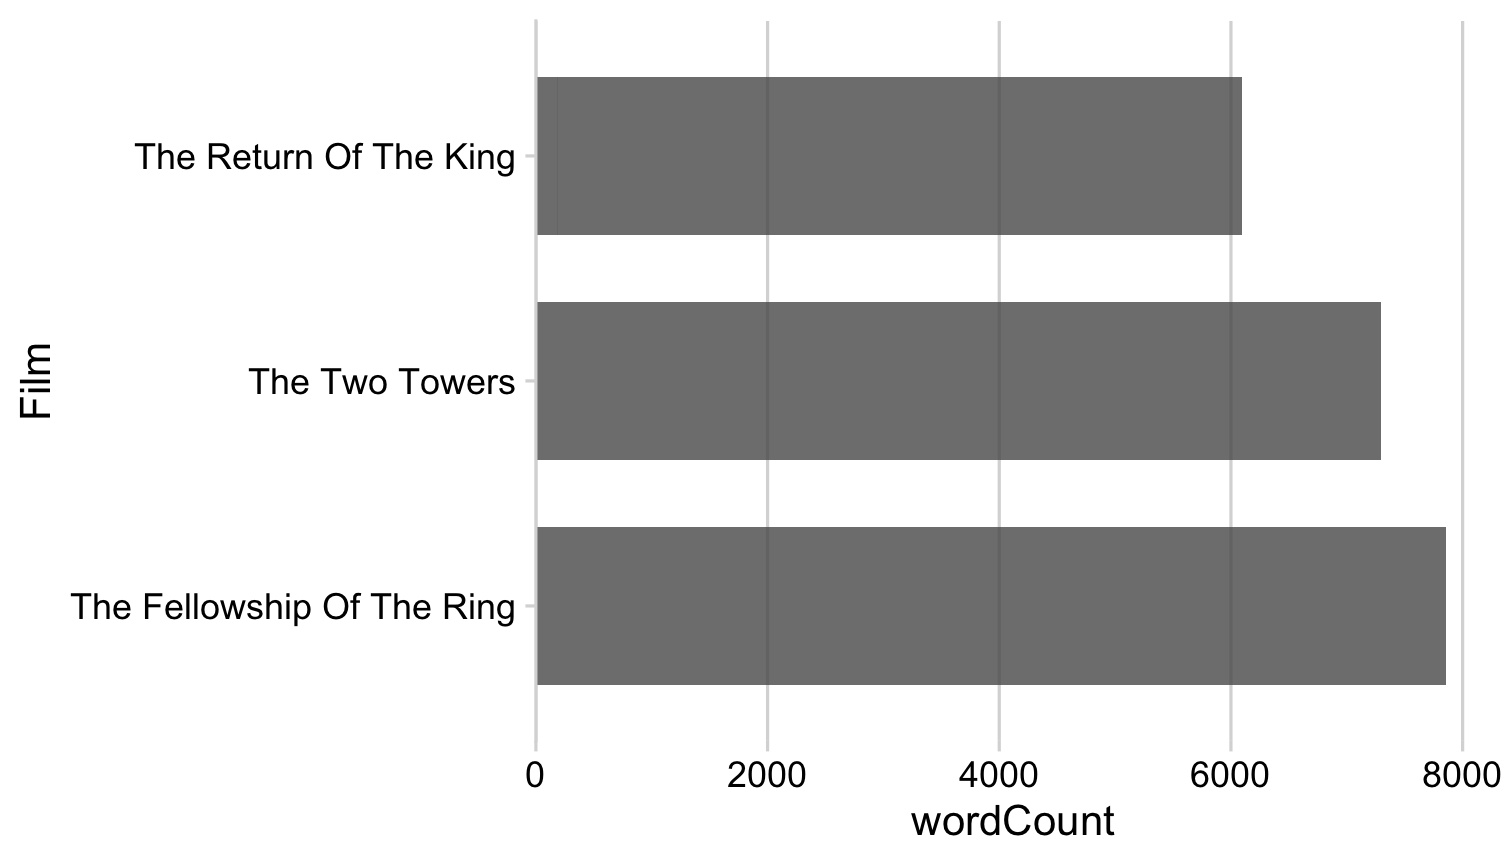 The Return Of The King
The Two Towers
The Fellowship Of The Ring
Film
0 2000 4000 6000 8000
wordCount